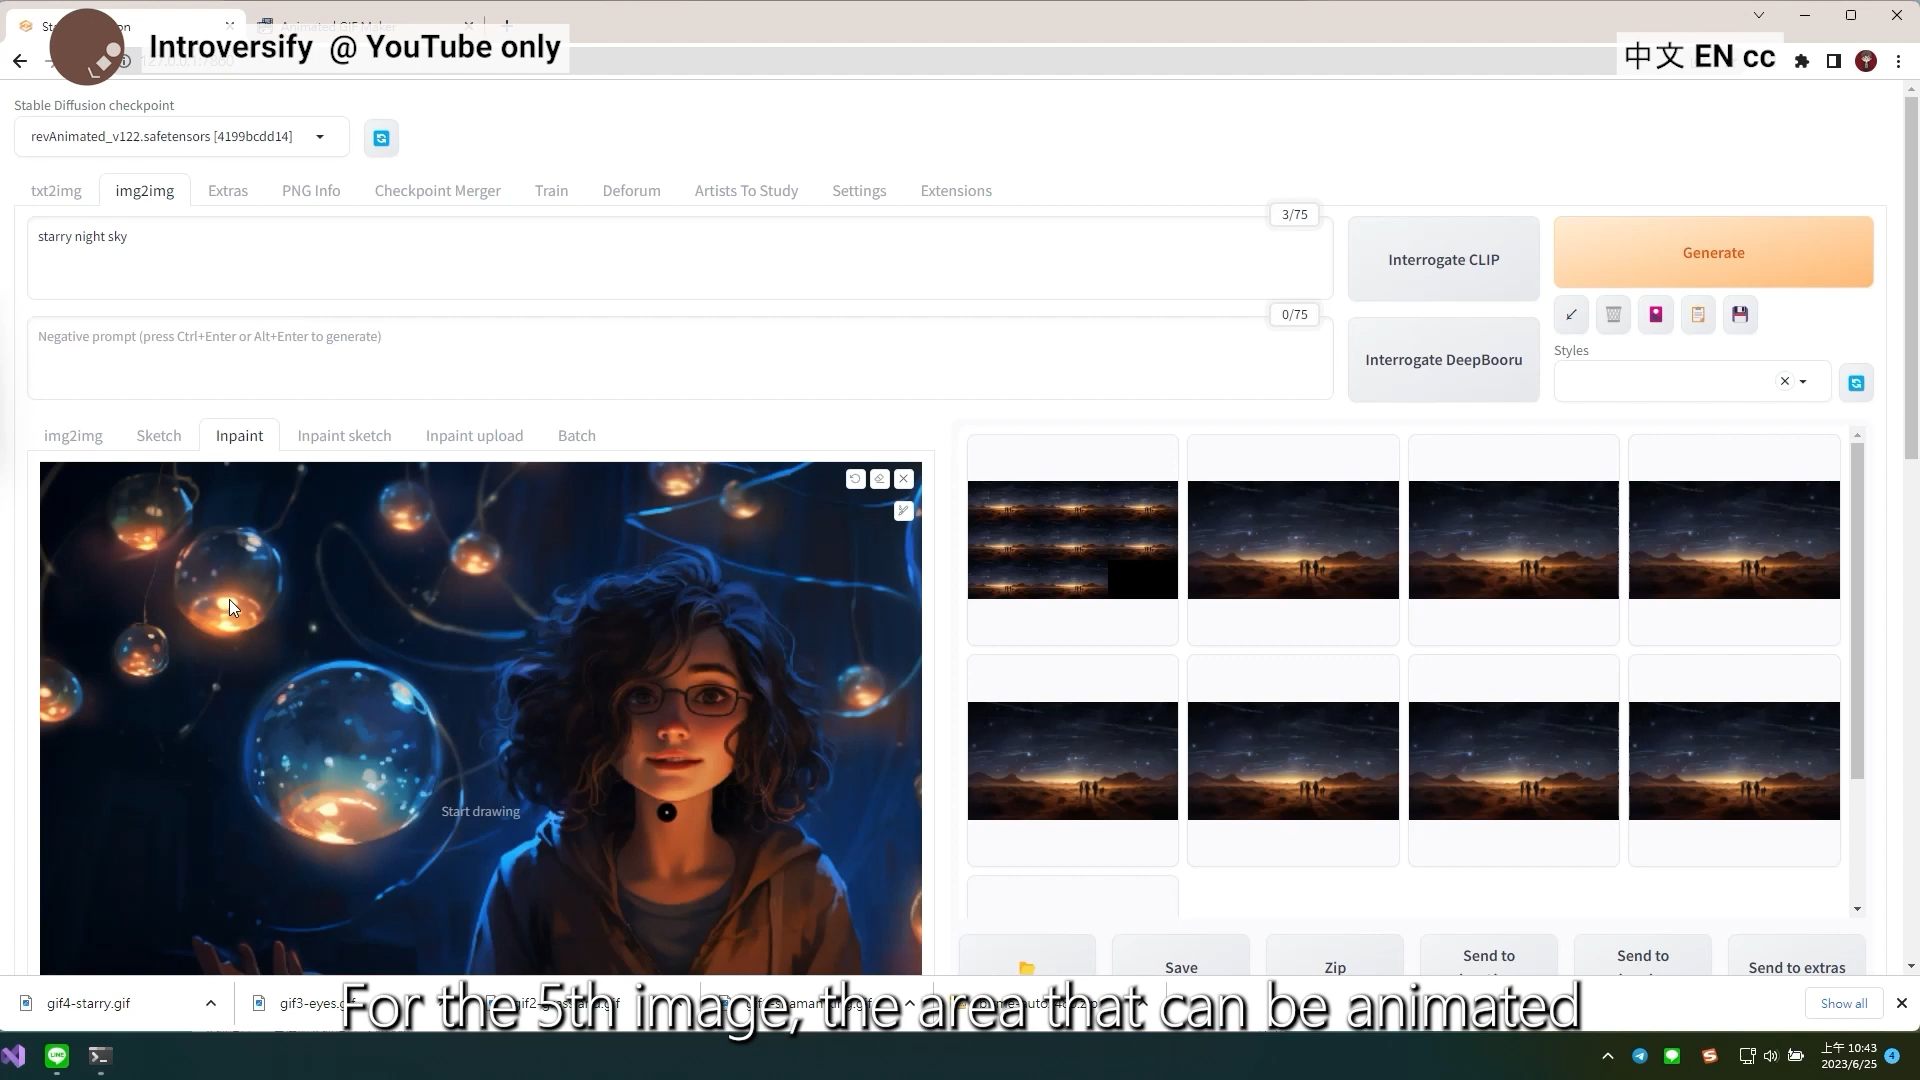 Introversify @ YouTube only
中文 EN cc
Stable Diffusion checkpoint
revAnimated_v122.safetensors [4199bcdd14]
txt2img
img2img
Extras
PNG Info
Checkpoint Merger
Train
Deforum
Artists To Study
Settings
Extensions
3/75
starry night sky
Interrogate CLIP
Generate
0/75
Negative prompt (press Ctrl+Enter or Alt+Enter to generate)
Interrogate DeepBooru
Styles
img2img
Sketch
Inpaint
Inpaint sketch
Inpaint upload
Batch
Start drawing
Save
Zip
Send to
Send to
Send to extras
gif4-starry.gif
gif3-eyes.gif
Show all
For the 5th image, the area that can be animated
上午 10:43
2023/6/25
4